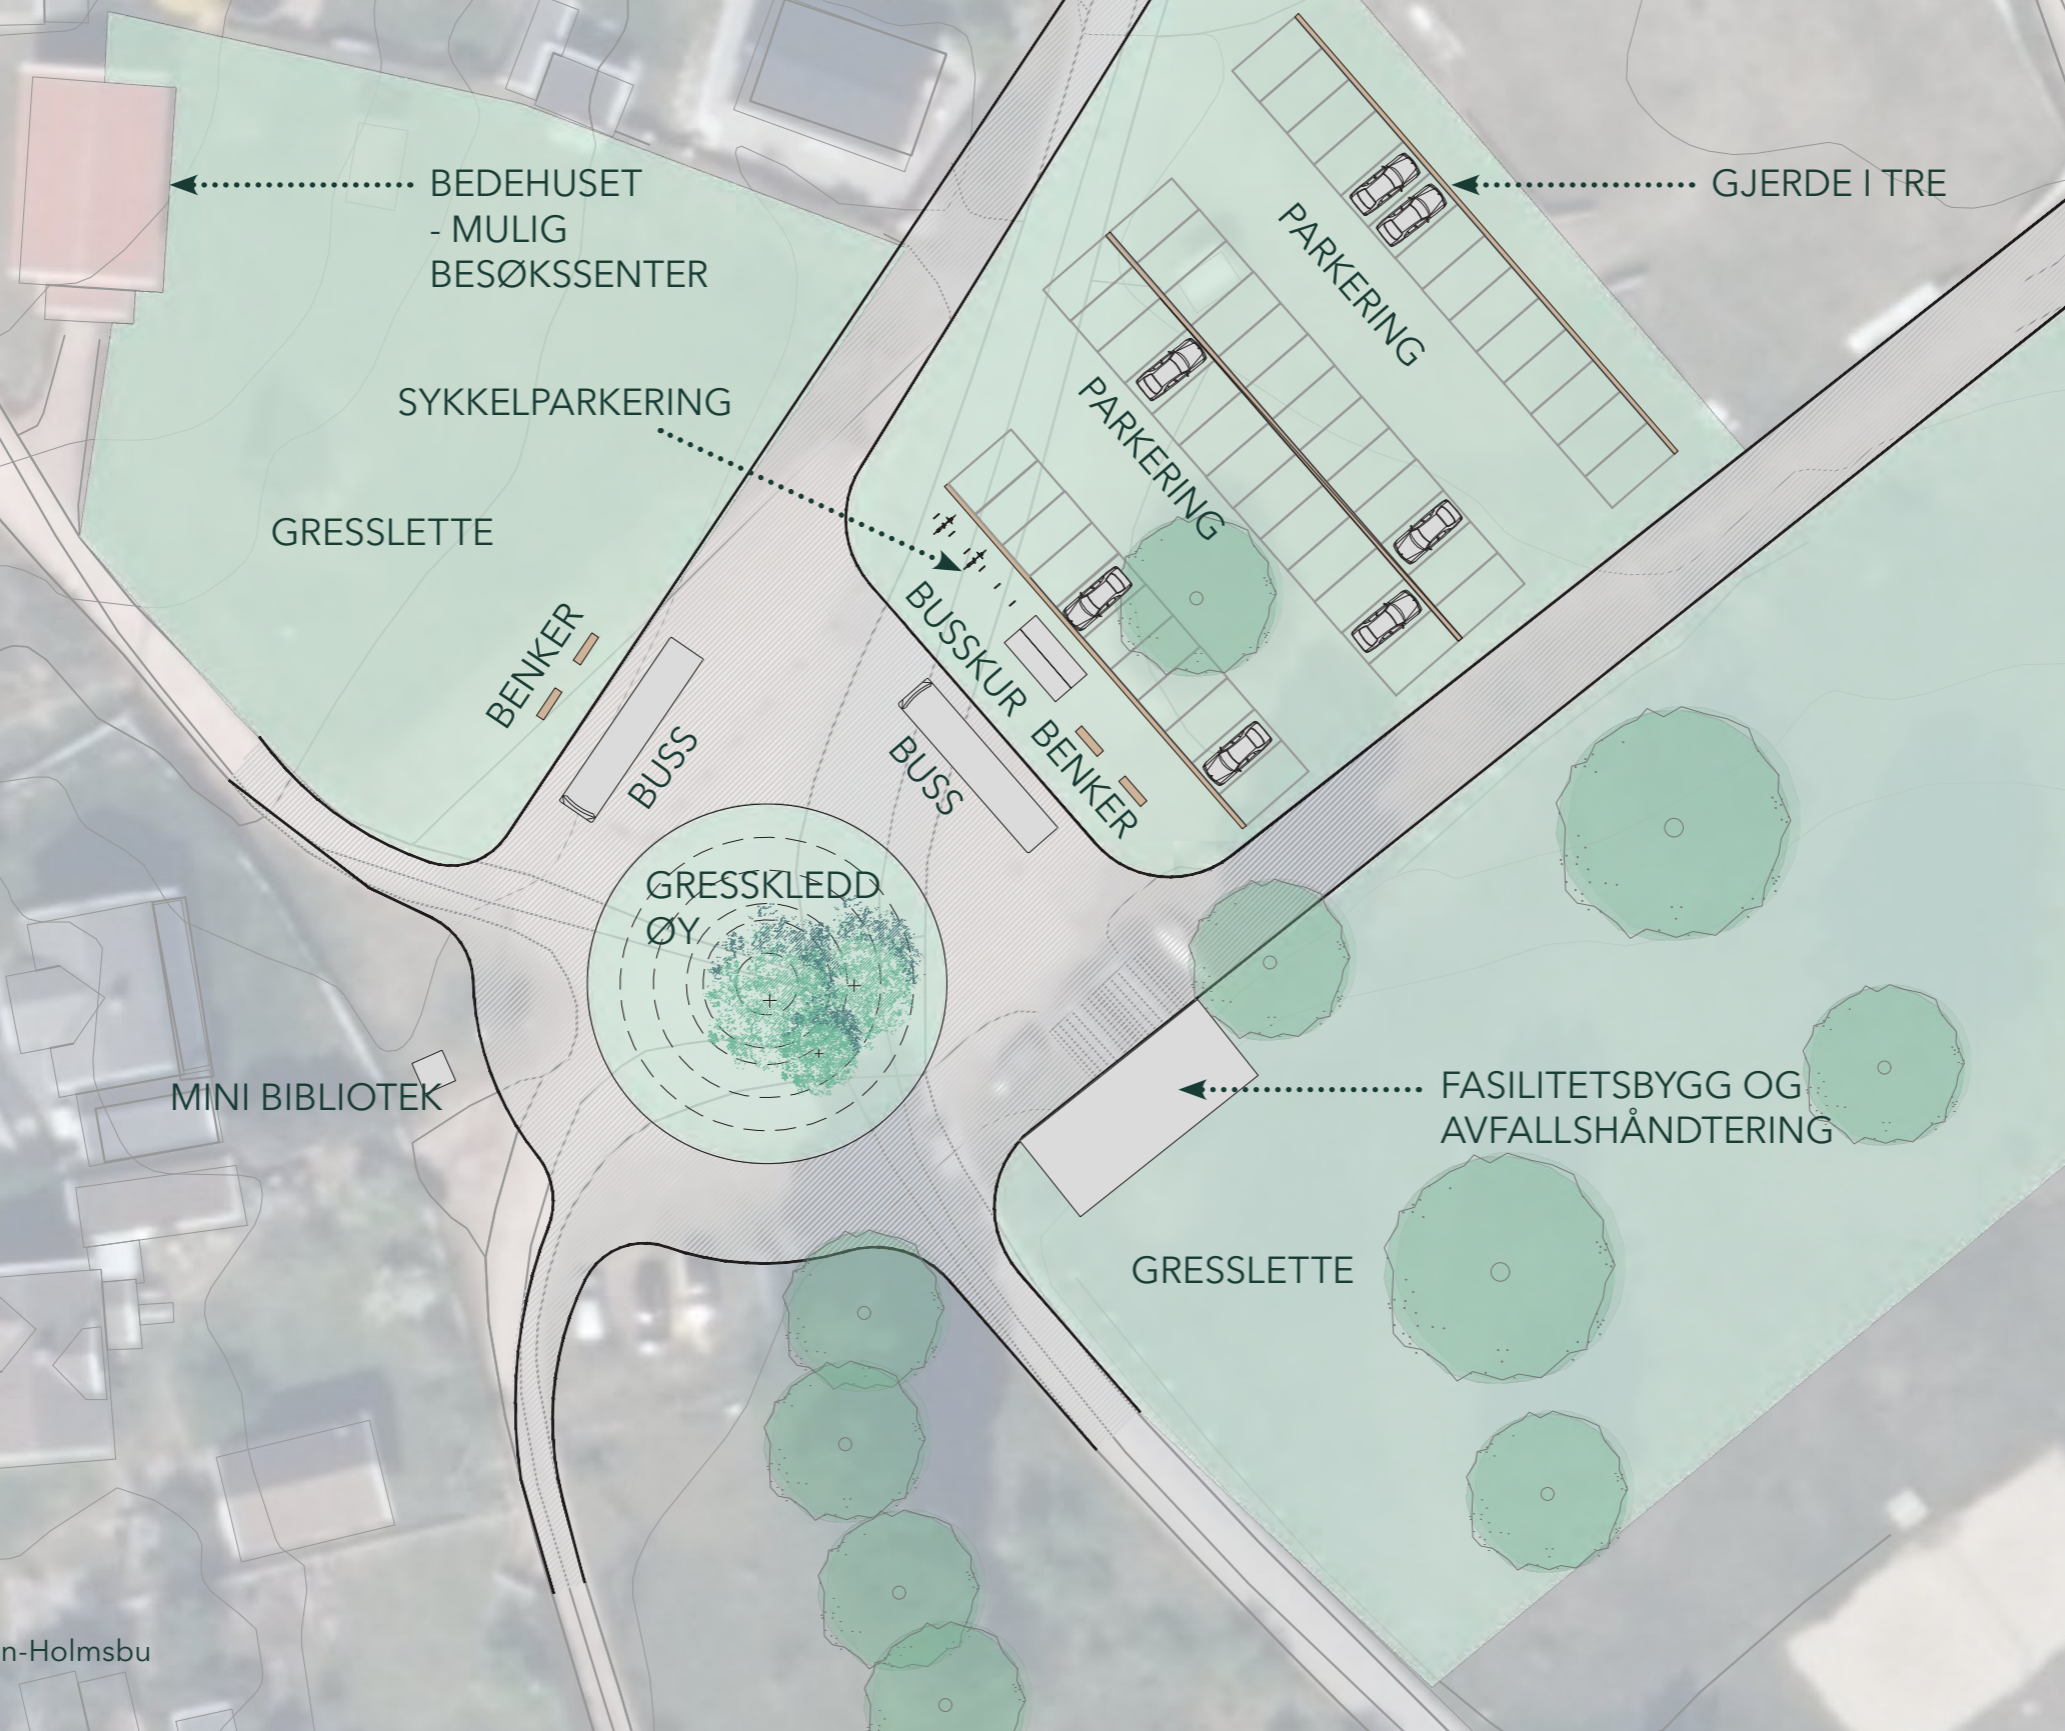 BEDEHUSET
- MULIG
BESØKSSENTER
GJERDE I TRE
PARKERING
SYKKELPARKERING
PARKERING
GRESSLETTE
BENKER
BUSSKUR
BENKER
BUSS
BUSS
GRESSKLEDD
ØY
MINI BIBLIOTEK
FASILITETSBYGG OG
AVFALLSHÅNDTERING
GRESSLETTE
n-Holmsbu